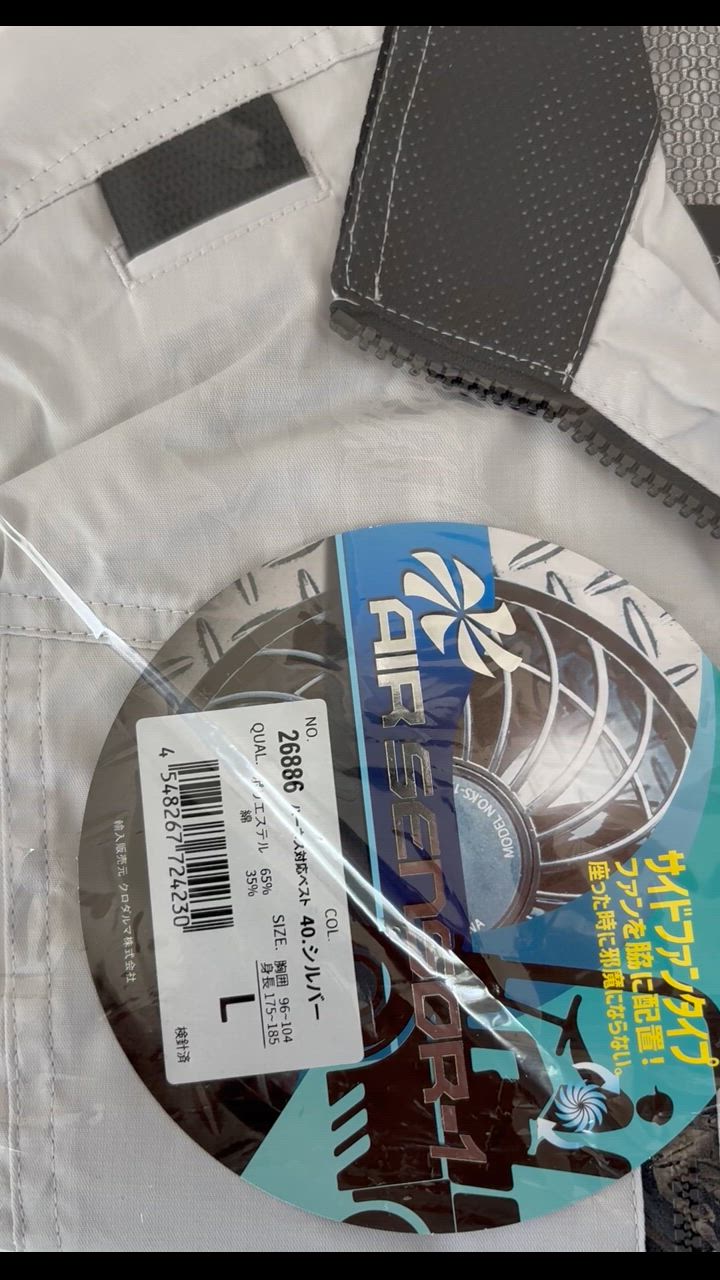 AIR SENSOR-1
MODEL NO.KS-1
サイドファンタイプ
ファンを脇に配置！
座った時に邪魔にならない。
NO.
COL.
26886 ハーネス対応ベスト 40.シルバー
QUAL. ポリエステル 65%
綿 35%
SIZE. 胸囲 96~104
身長 175~185
L
4 548267 724230
検針済
輸入販売元 クロダルマ株式会社